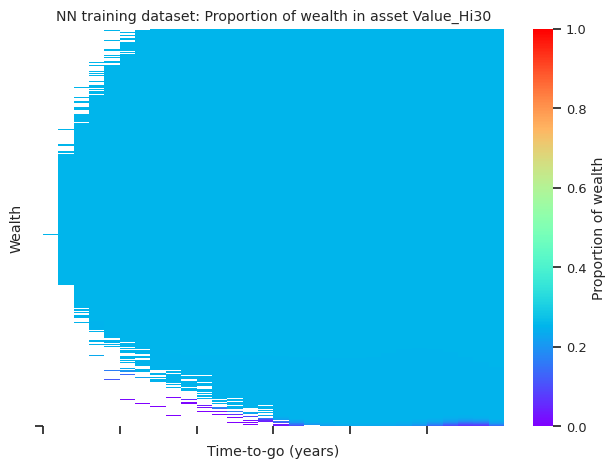 NN training dataset: Proportion of wealth in asset Value_Hi30
1.0
0.8
0.6
0.4
0.2
0.0
Proportion of wealth
Wealth
Time-to-go (years)